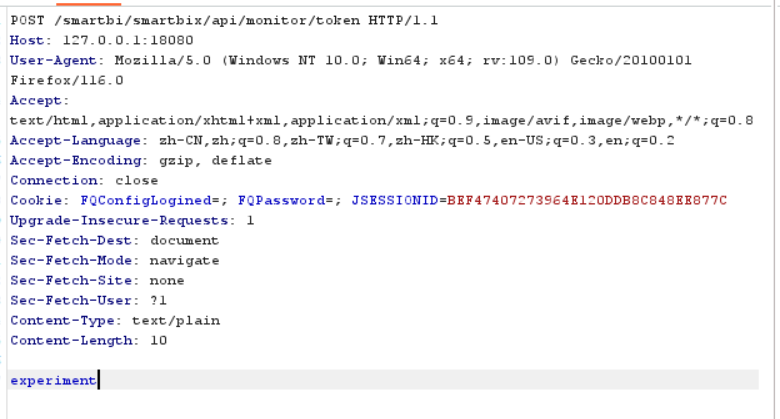 POST /smartbi/smartbix/api/monitor/token HTTP/1.1
Host: 127.0.0.1:18080
User-Agent: Mozilla/5.0 (Windows NT 10.0; Win64; x64; rv:109.0) Gecko/20100101
Firefox/116.0
Accept:
text/html,application/xhtml+xml,application/xml;q=0.9,image/avif,image/webp,*/*;q=0.8
Accept-Language: zh-CN,zh;q=0.8,zh-TW;q=0.7,zh-HK;q=0.5,en-US;q=0.3,en;q=0.2
Accept-Encoding: gzip, deflate
Connection: close
Cookie: FQConfigLogined=; FQPassword=; JSESSIONID=BEF47407273964E120DDB8C848EE877C
Upgrade-Insecure-Requests: 1
Sec-Fetch-Dest: document
Sec-Fetch-Mode: navigate
Sec-Fetch-Site: none
Sec-Fetch-User: ?1
Content-Type: text/plain
Content-Length: 10
experiment